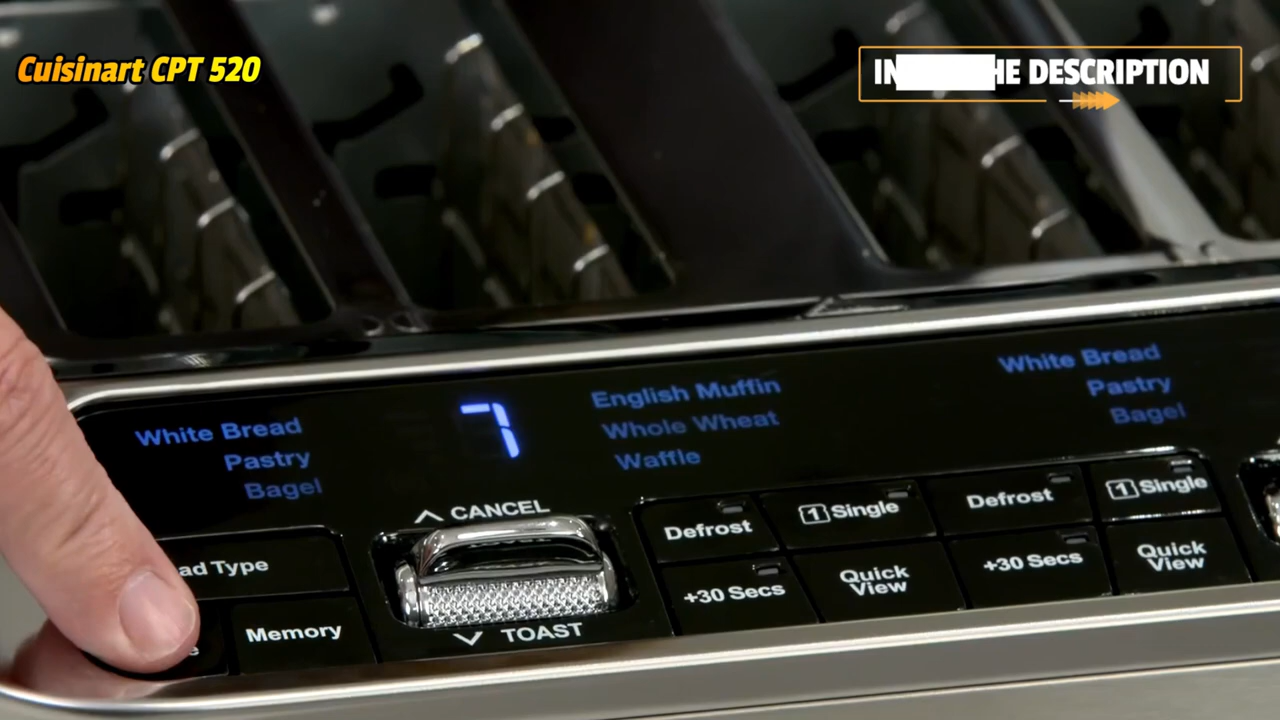 Cuisinart CPT 520
IN HE DESCRIPTION
White Bread
Pastry
Bagel
7
English Muffin
Whole Wheat
Waffle
White Bread
Pastry
Bagel
CANCEL
TOAST
ad Type
e
Memory
Defrost
1 Single
+30 Secs
Quick
View
Defrost
1 Single
+30 Secs
Quick
View